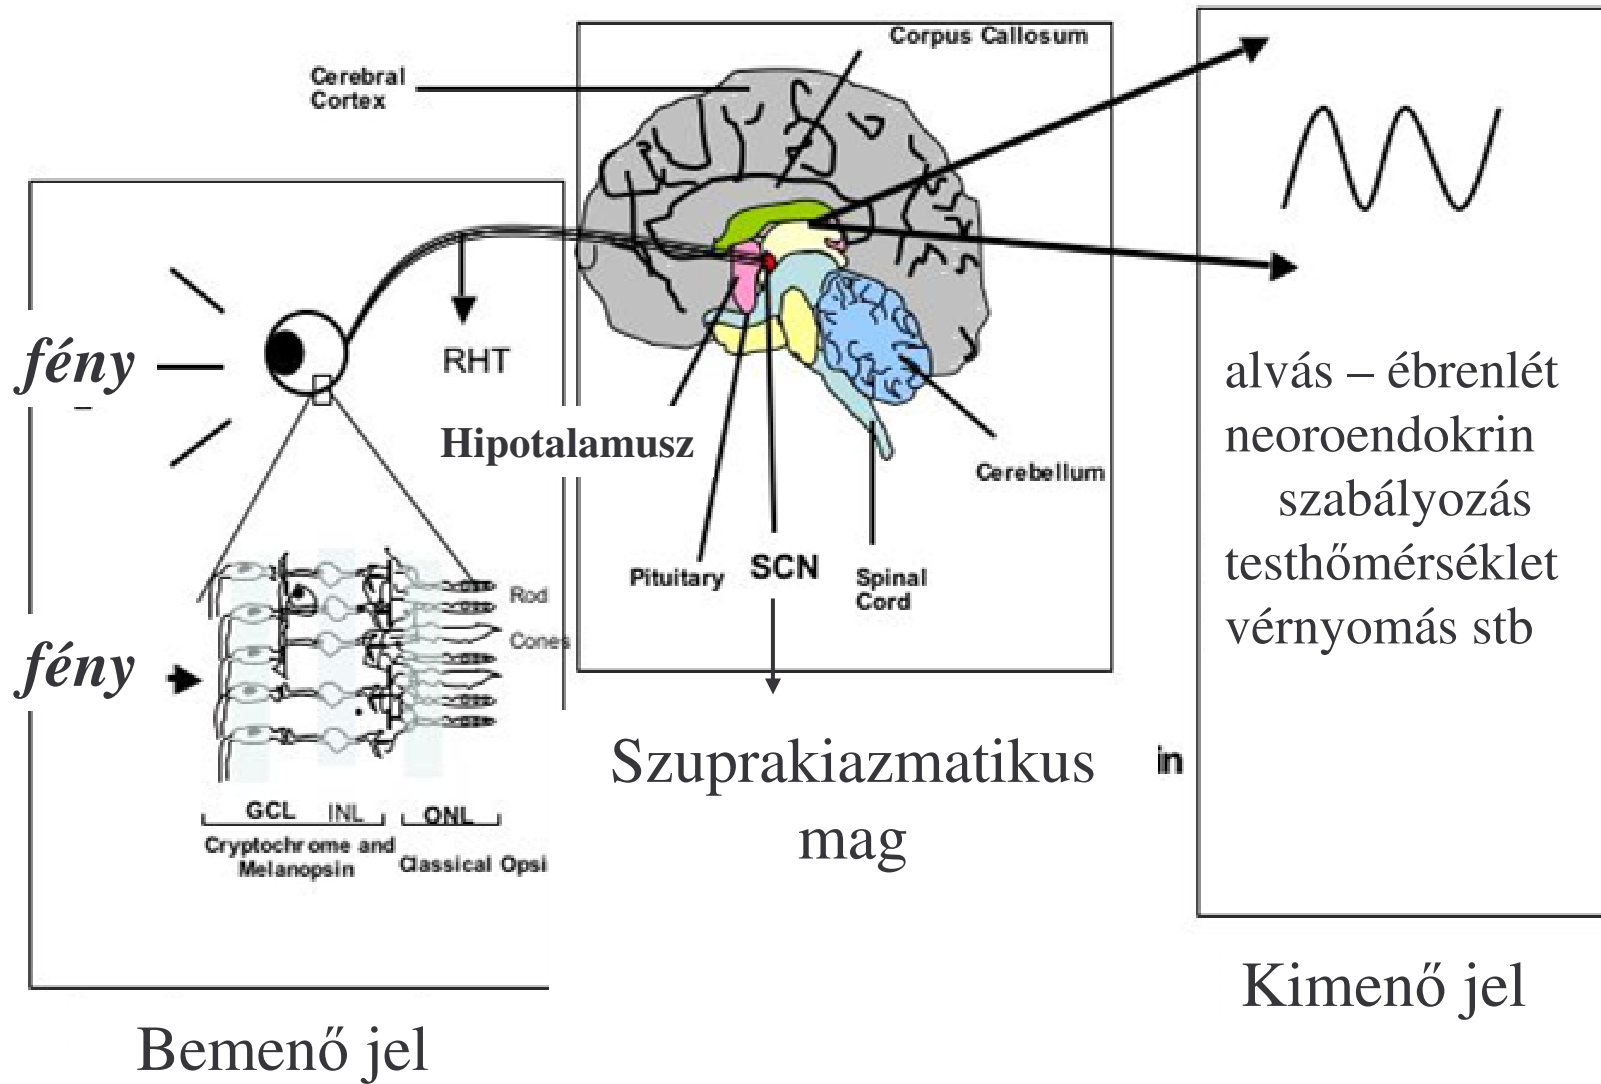 Corpus Callosum
Cerebral
Cortex
fény
RHT
Hipotalamusz
Cerebellum
Pituitary
SCN
Spinal
Cord
Rod
Cones
fény
GCL
INL
ONL
Cryptochrome and
Melanopsin
Classical Opsi
Bemenő jel
Szuprakiazmatikus
mag
in
alvás – ébrenlét
neoroendokrin
szabályozás
testhőmérséklet
vérnyomás stb
Kimenő jel